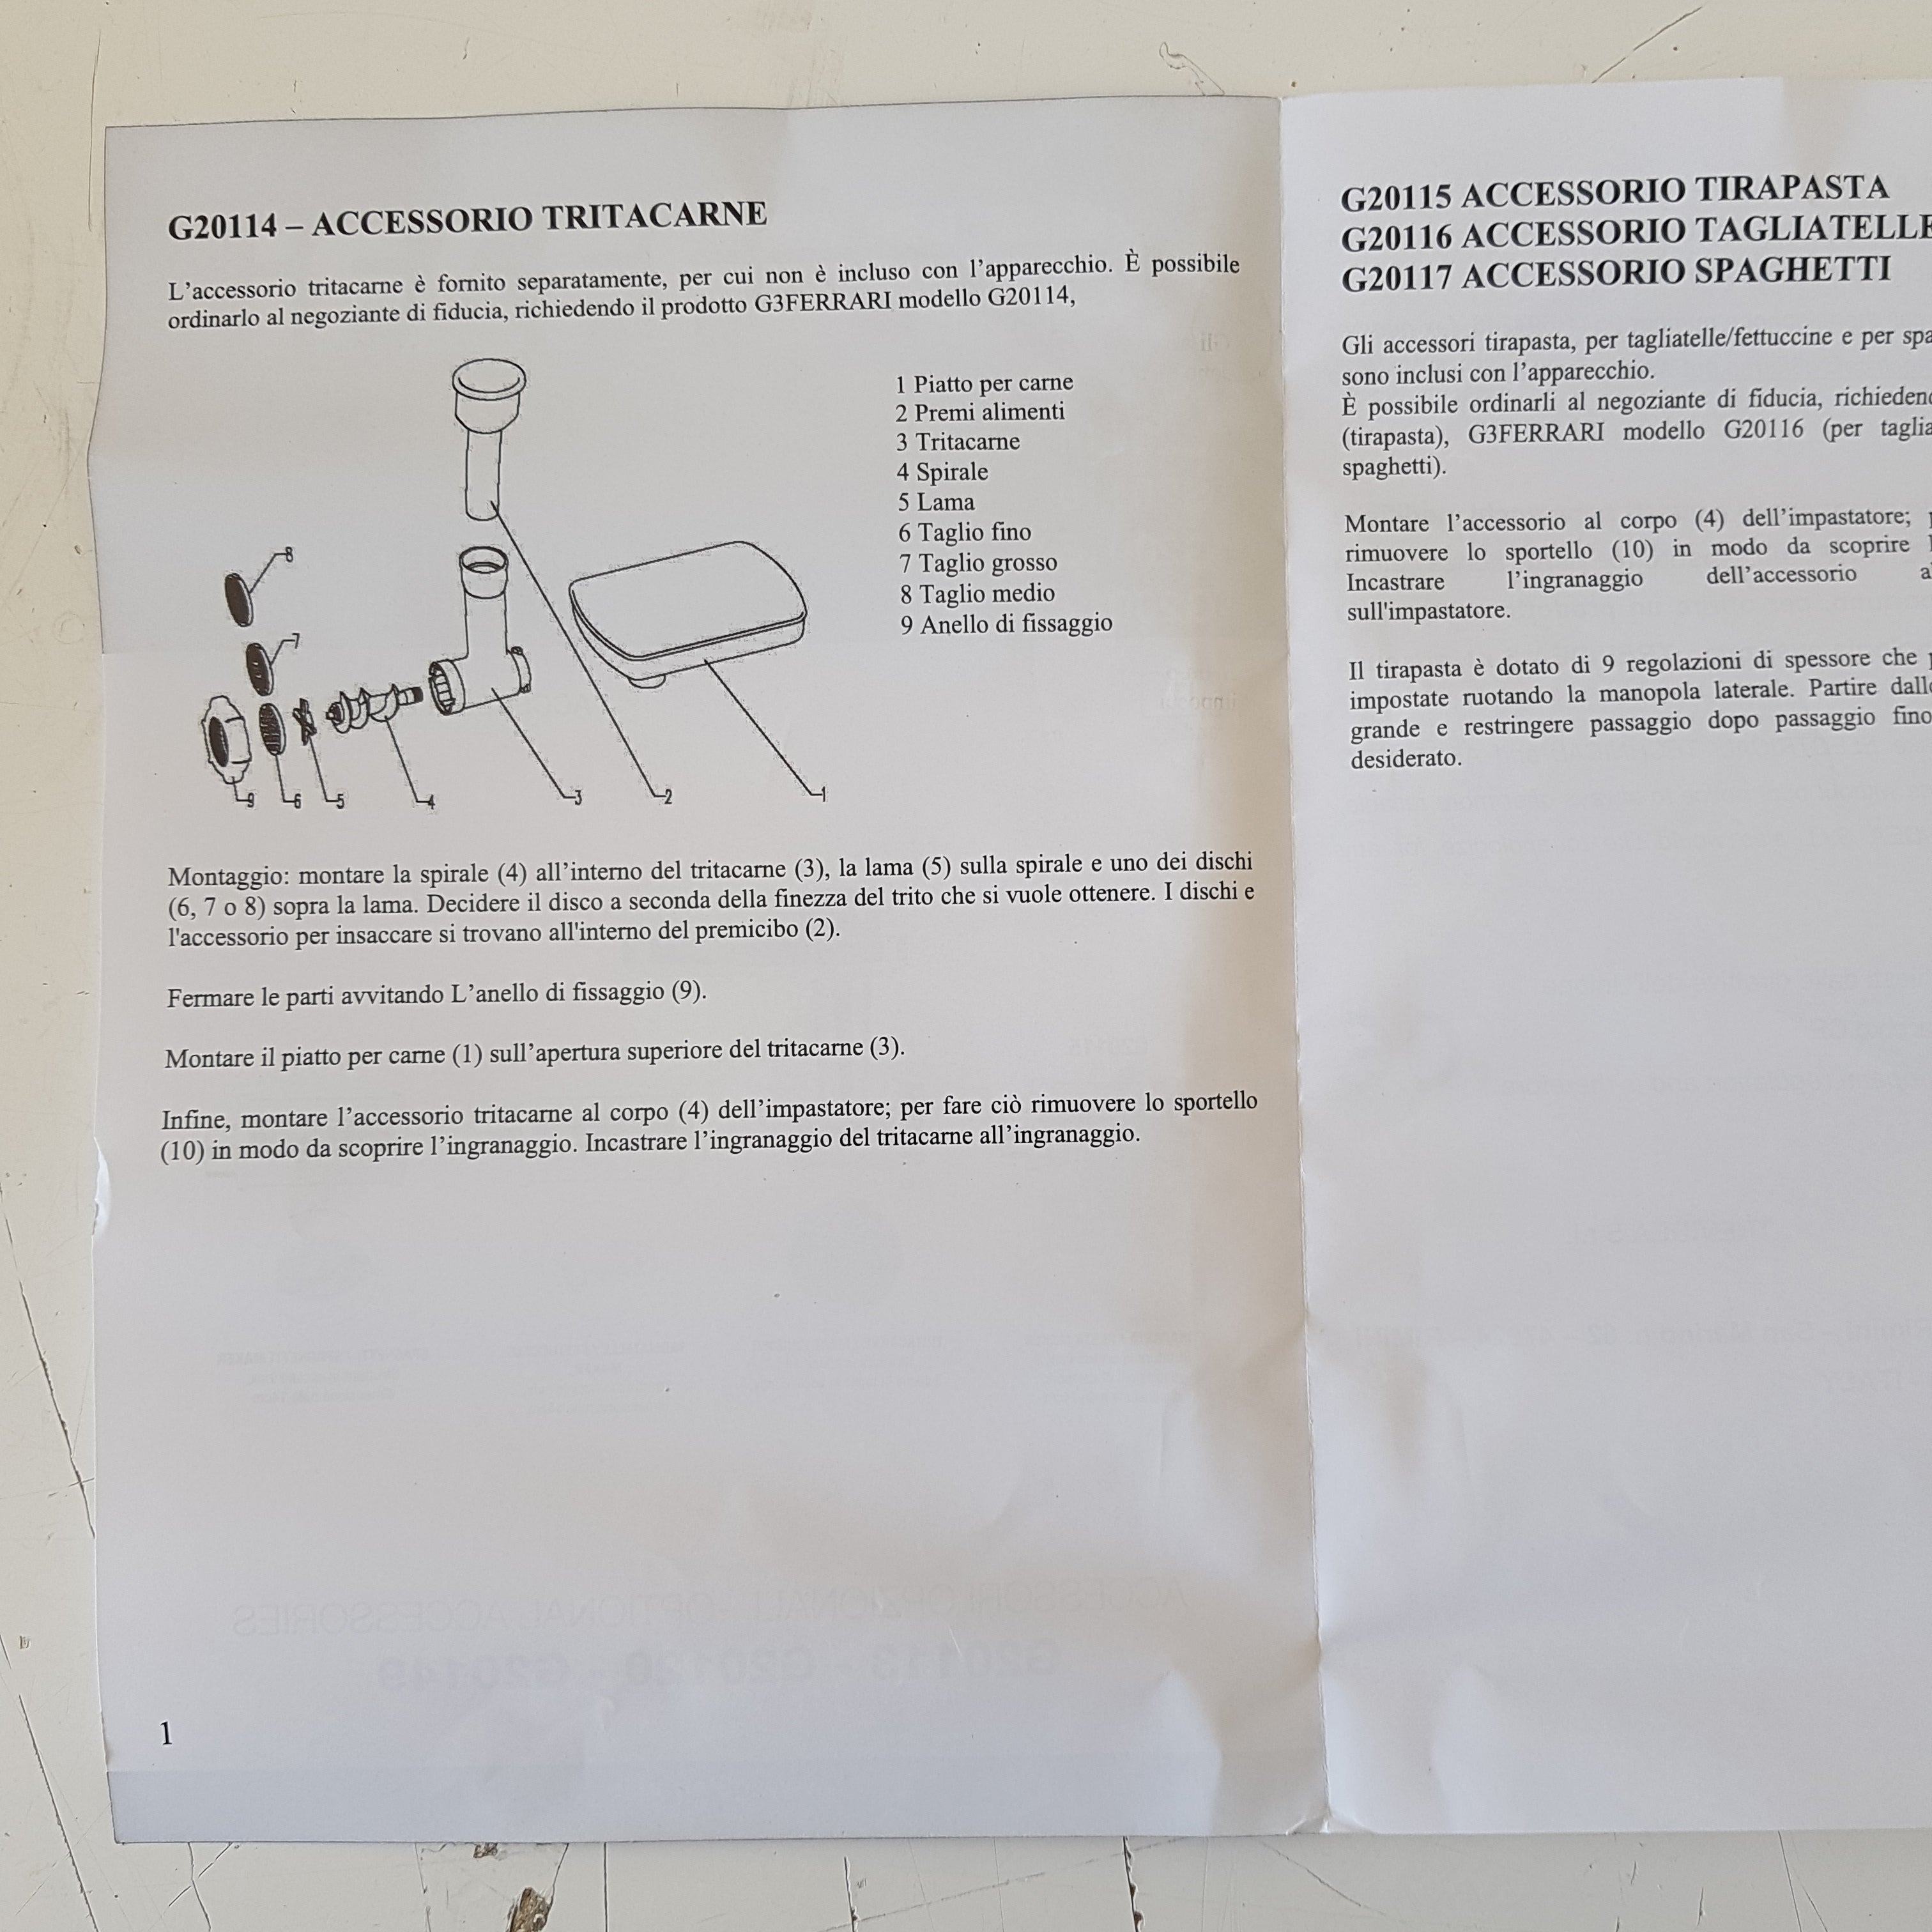 G20114 – ACCESSORIO TRITACARNE
L’accessorio tritacarne è fornito separatamente, per cui non è incluso con l’apparecchio. È possibile
ordinarlo al negoziante di fiducia, richiedendo il prodotto G3FERRARI modello G20114,
1 Piatto per carne
2 Premi alimenti
3 Tritacarne
4 Spirale
5 Lama
6 Taglio fino
7 Taglio grosso
8 Taglio medio
9 Anello di fissaggio
8
7
9
6
5
4
3
2
1
Montaggio: montare la spirale (4) all’interno del tritacarne (3), la lama (5) sulla spirale e uno dei dischi
(6, 7 o 8) sopra la lama. Decidere il disco a seconda della finezza del trito che si vuole ottenere. I dischi e
l'accessorio per insaccare si trovano all'interno del premicibo (2).
Fermare le parti avvitando L’anello di fissaggio (9).
Montare il piatto per carne (1) sull’apertura superiore del tritacarne (3).
Infine, montare l’accessorio tritacarne al corpo (4) dell’impastatore; per fare ciò rimuovere lo sportello
(10) in modo da scoprire l’ingranaggio. Incastrare l’ingranaggio del tritacarne all’ingranaggio.
1
G20115 ACCESSORIO TIRAPASTA
G20116 ACCESSORIO TAGLIATELLE
G20117 ACCESSORIO SPAGHETTI
Gli accessori tirapasta, per tagliatelle/fettuccine e per
sono inclusi con l’apparecchio.
È possibile ordinarli al negoziante di fiducia,
(tirapasta), G3FERRARI modello G20116 (per
spaghetti).
Montare l’accessorio al corpo (4) dell’impastatore;
rimuovere lo sportello (10) in modo da scoprire
Incastrare l’ingranaggio dell’accessorio
sull'impastatore.
Il tirapasta è dotato di 9 regolazioni di spessore che
impostate ruotando la manopola laterale. Partire
grande e restringere passaggio dopo passaggio fino
desiderato.